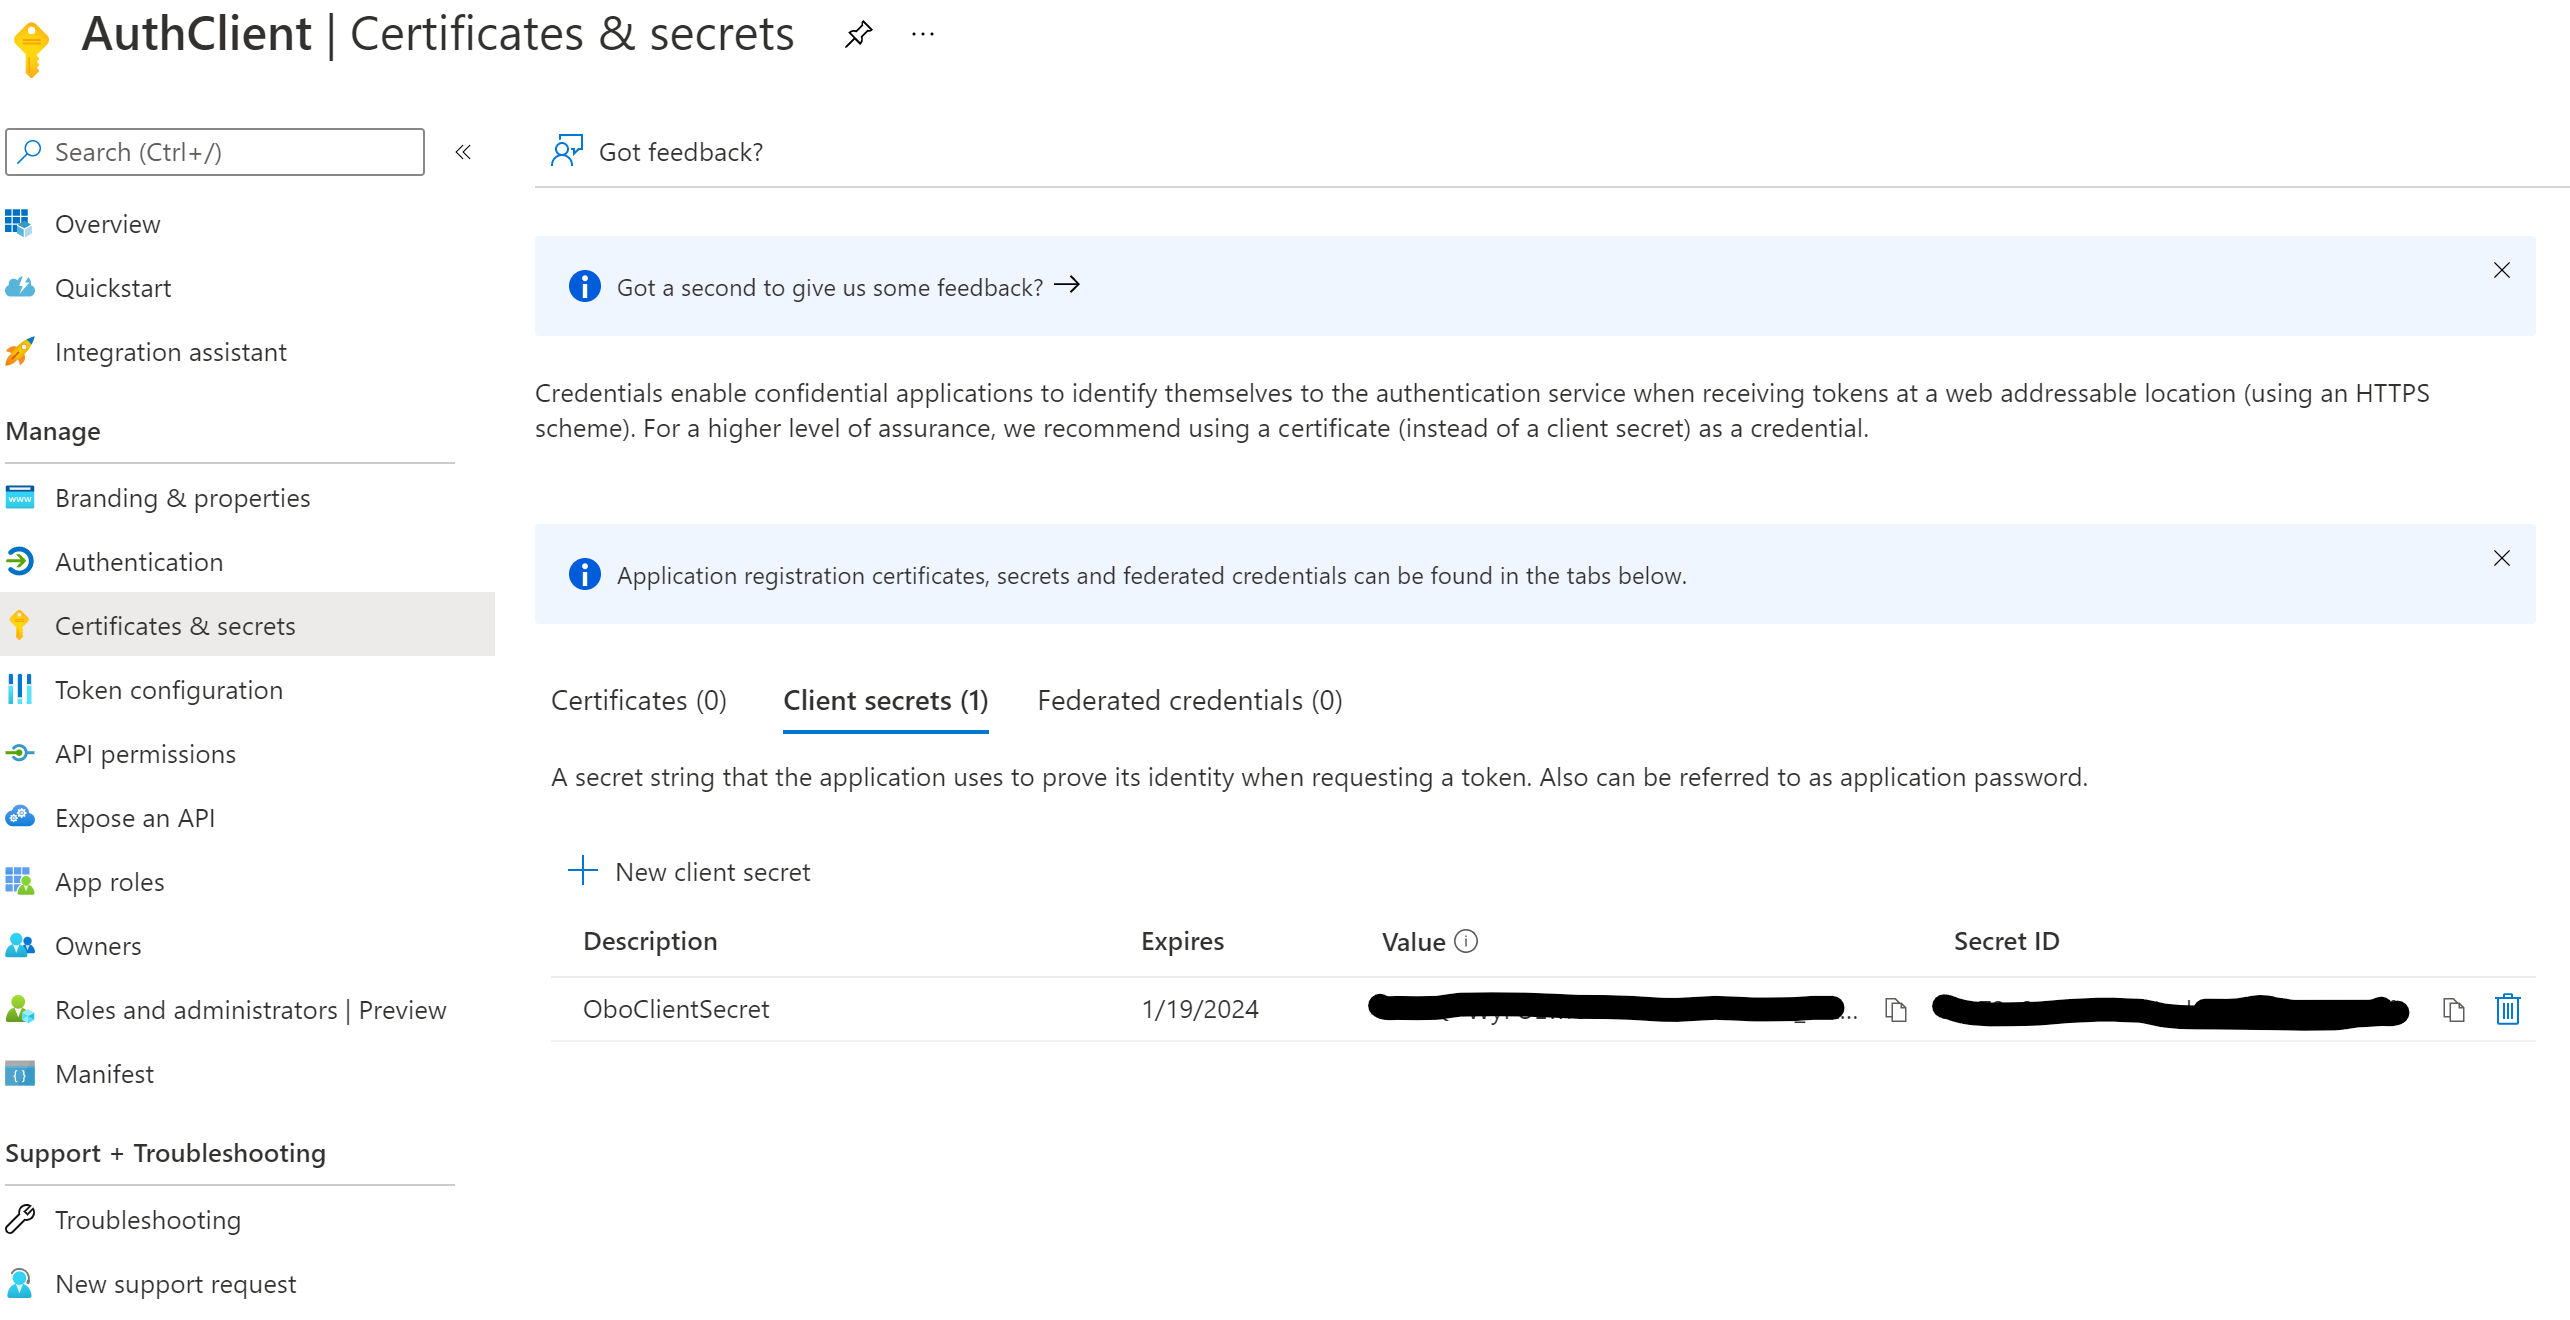 AuthClient | Certificates & secrets ...
Search (Ctrl+/) «
Overview
Quickstart
Integration assistant
Manage
Branding & properties
Authentication
Certificates & secrets
Token configuration
API permissions
Expose an API
App roles
Owners
Roles and administrators | Preview
Manifest
Support + Troubleshooting
Troubleshooting
New support request
Got feedback?
Got a second to give us some feedback? →
Credentials enable confidential applications to identify themselves to the authentication service when receiving tokens at a web addressable location (using an HTTPS
scheme). For a higher level of assurance, we recommend using a certificate (instead of a client secret) as a credential.
Application registration certificates, secrets and federated credentials can be found in the tabs below.
Certificates (0) Client secrets (1) Federated credentials (0)
A secret string that the application uses to prove its identity when requesting a token. Also can be referred to as application password.
New client secret
Description Expires Value Secret ID
OboClientSecret 1/19/2024